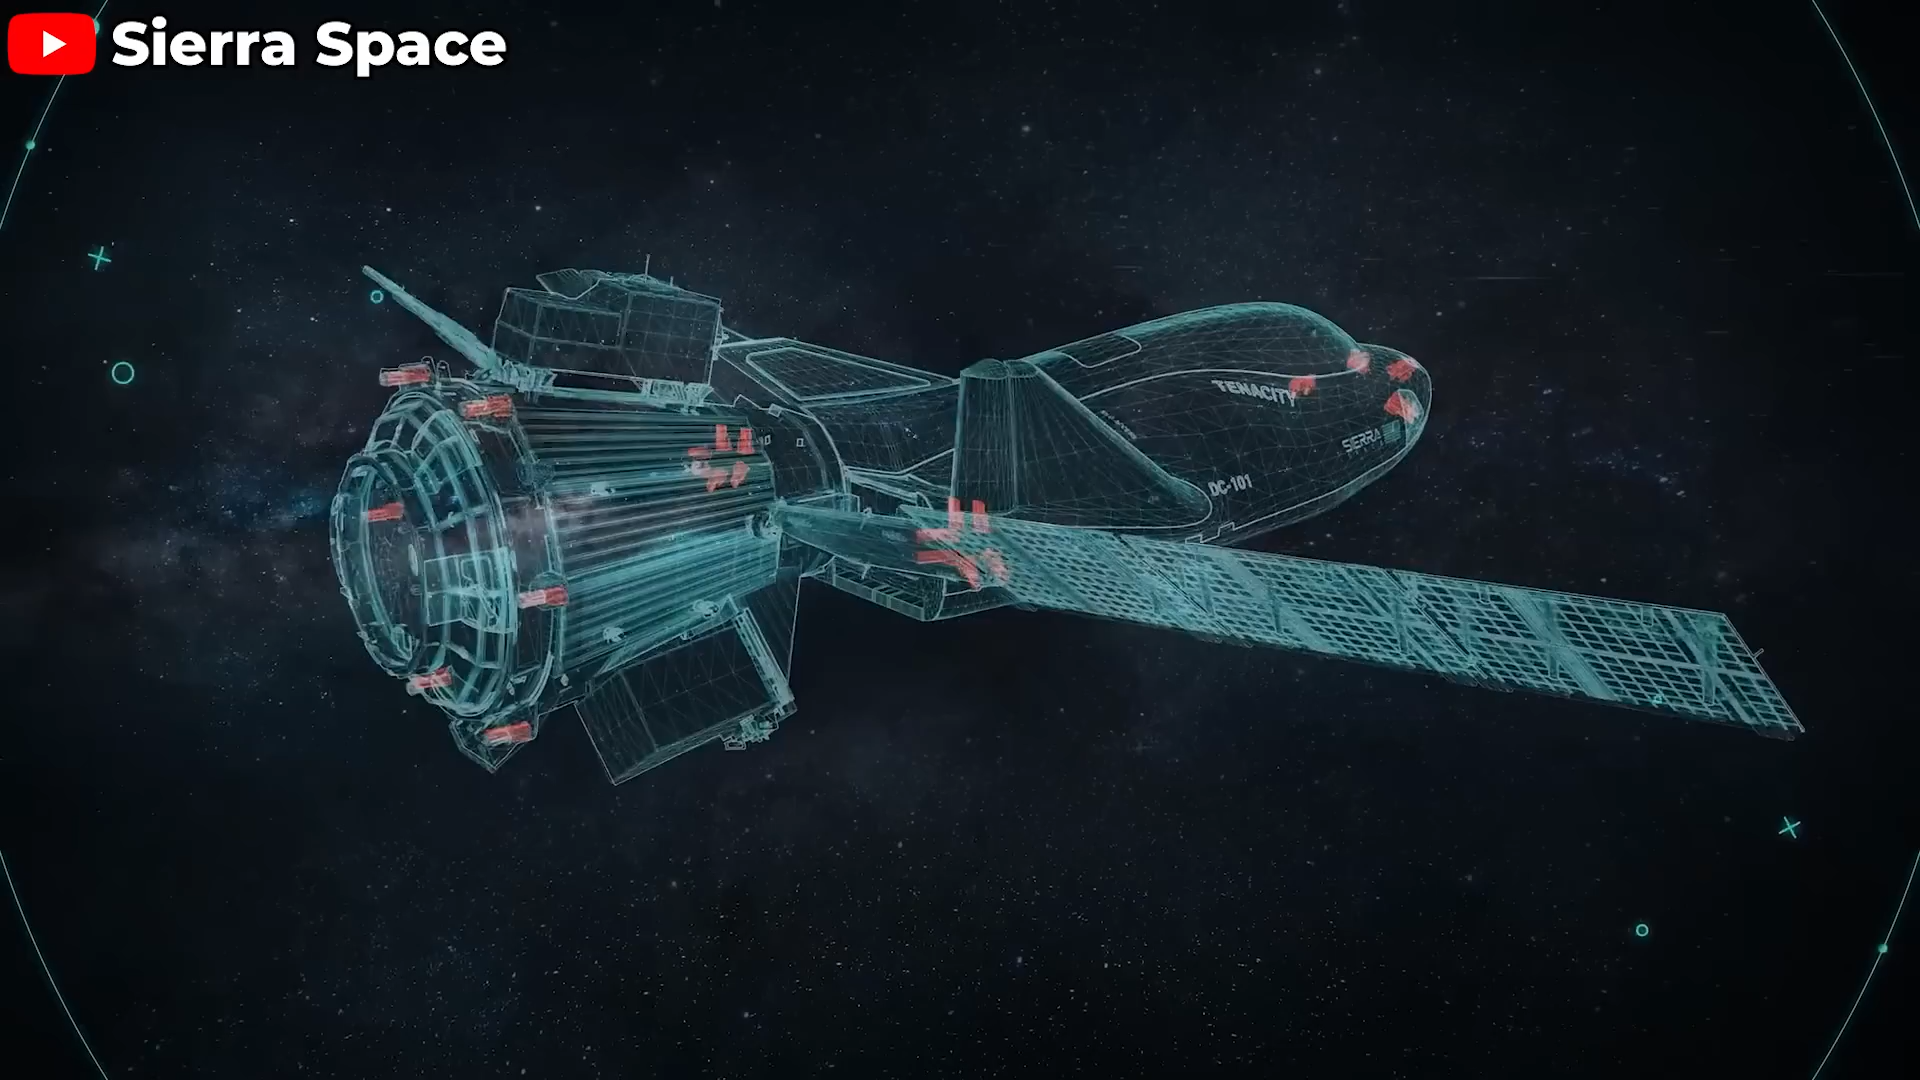 Sierra Space
TENACITY
SIERRA
DC-101